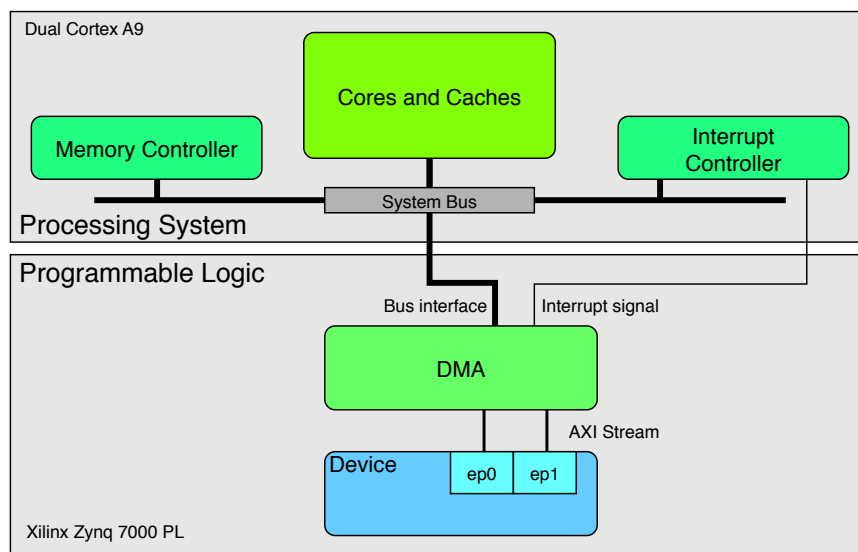 Dual Cortex A9
Cores and Caches
Memory Controller
Interrupt
Controller
System Bus
Processing System
Programmable Logic
Bus interface
Interrupt signal
DMA
AXI Stream
Device
ep0
ep1
Xilinx Zynq 7000 PL